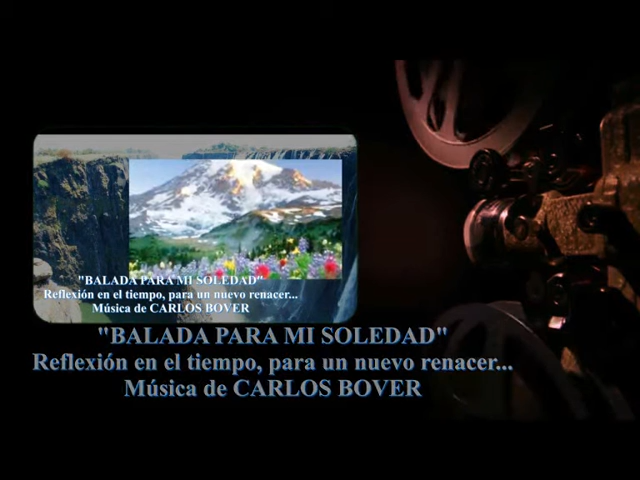 "BALADA PARA MI SOLEDAD"
Reflexión en el tiempo, para un nuevo renacer...
Música de CARLOS BOVER
"BALADA PARA MI SOLEDAD"
Reflexión en el tiempo, para un nuevo renacer...
Música de CARLOS BOVER